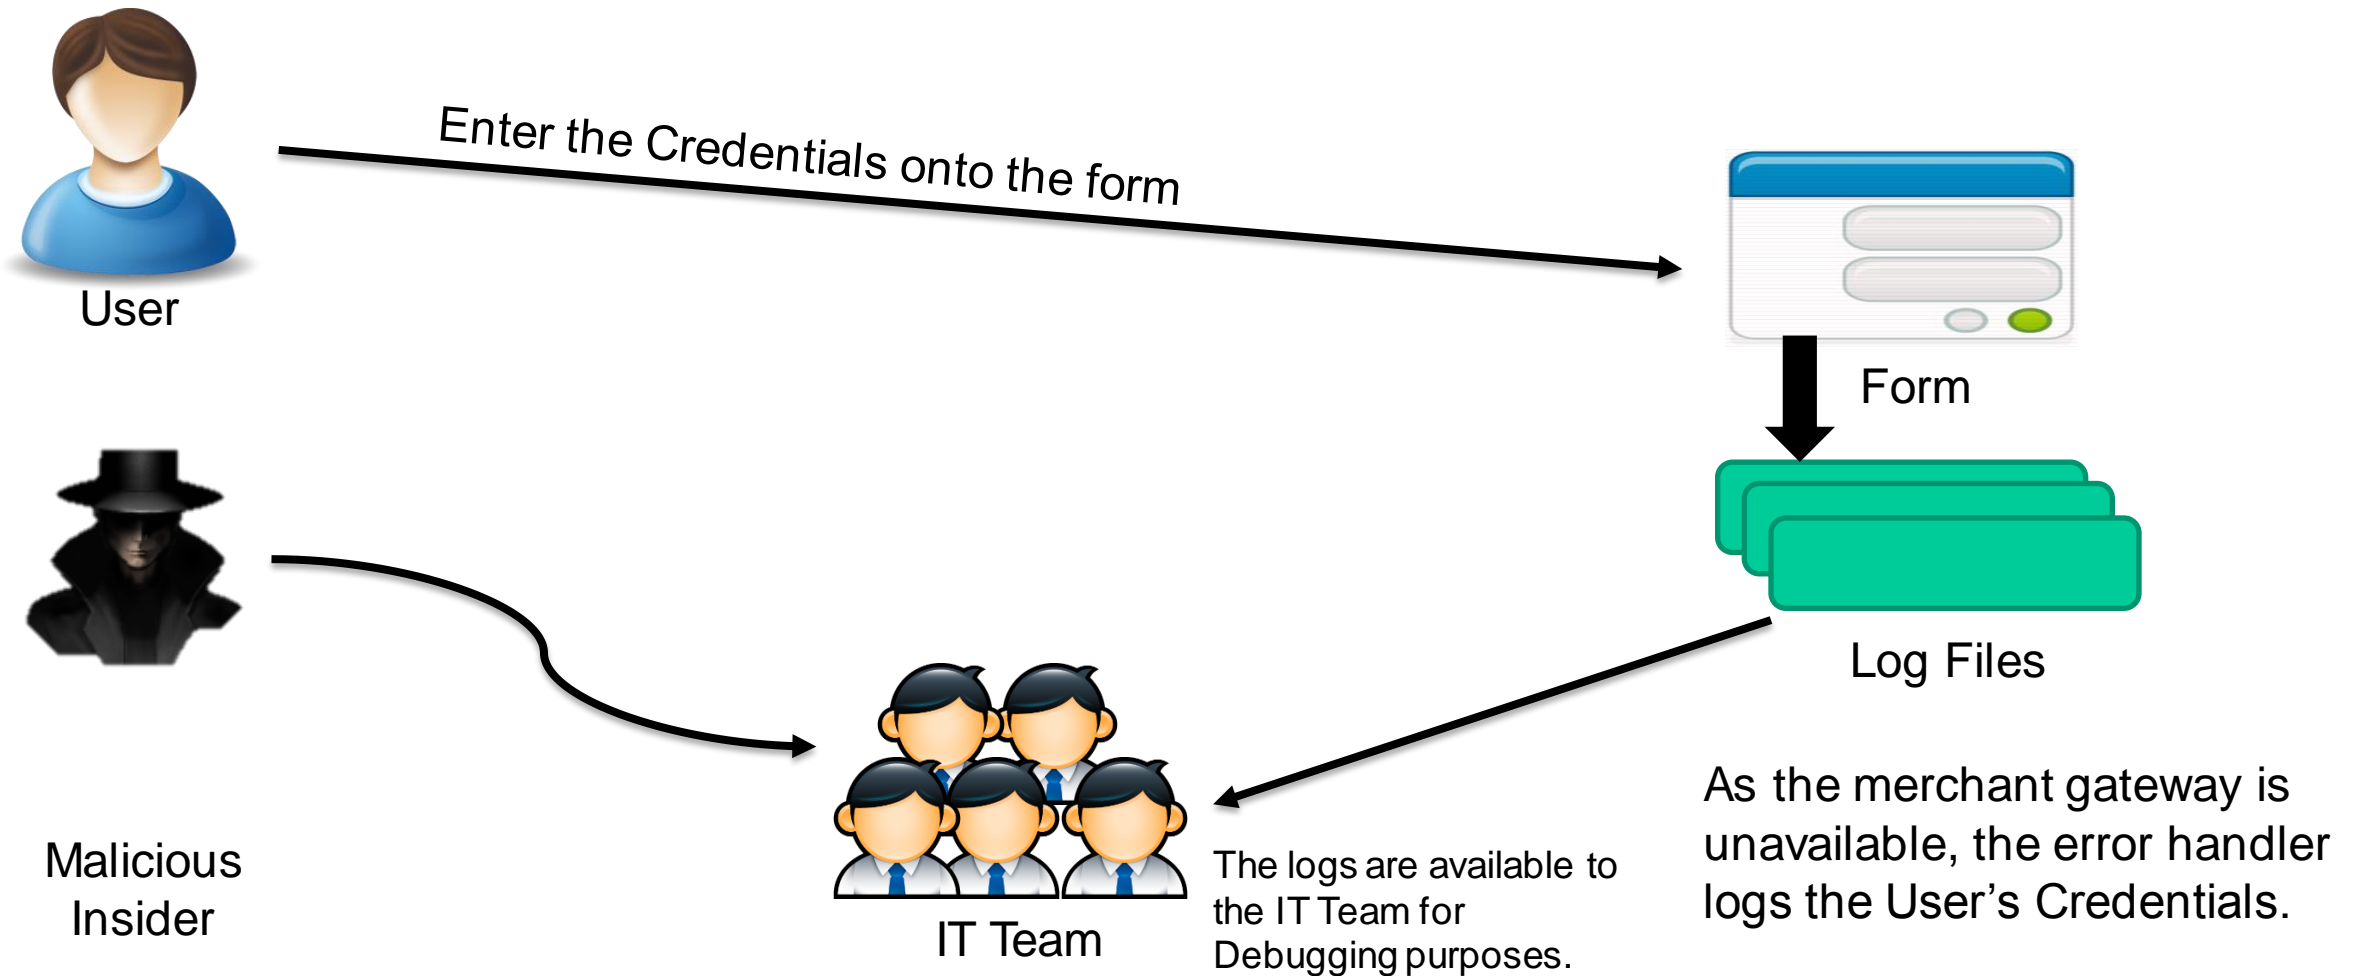 Enter the Credentials onto the form
User
Form
Log Files
Malicious
Insider
IT Team
The logs are available to
the IT Team for
Debugging purposes.
As the merchant gateway is
unavailable, the error handler
logs the User’s Credentials.